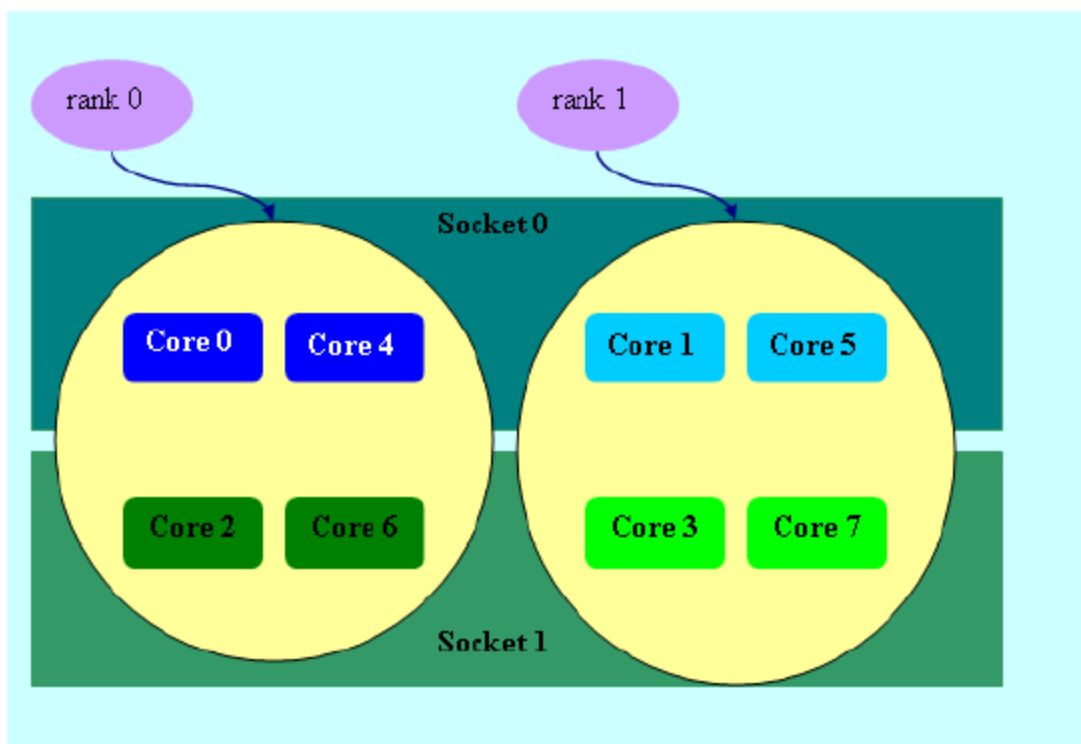 rank 0
rank 1
Socket 0
Core 0
Core 4
Core 1
Core 5
Core 2
Core 6
Core 3
Core 7
Socket 1